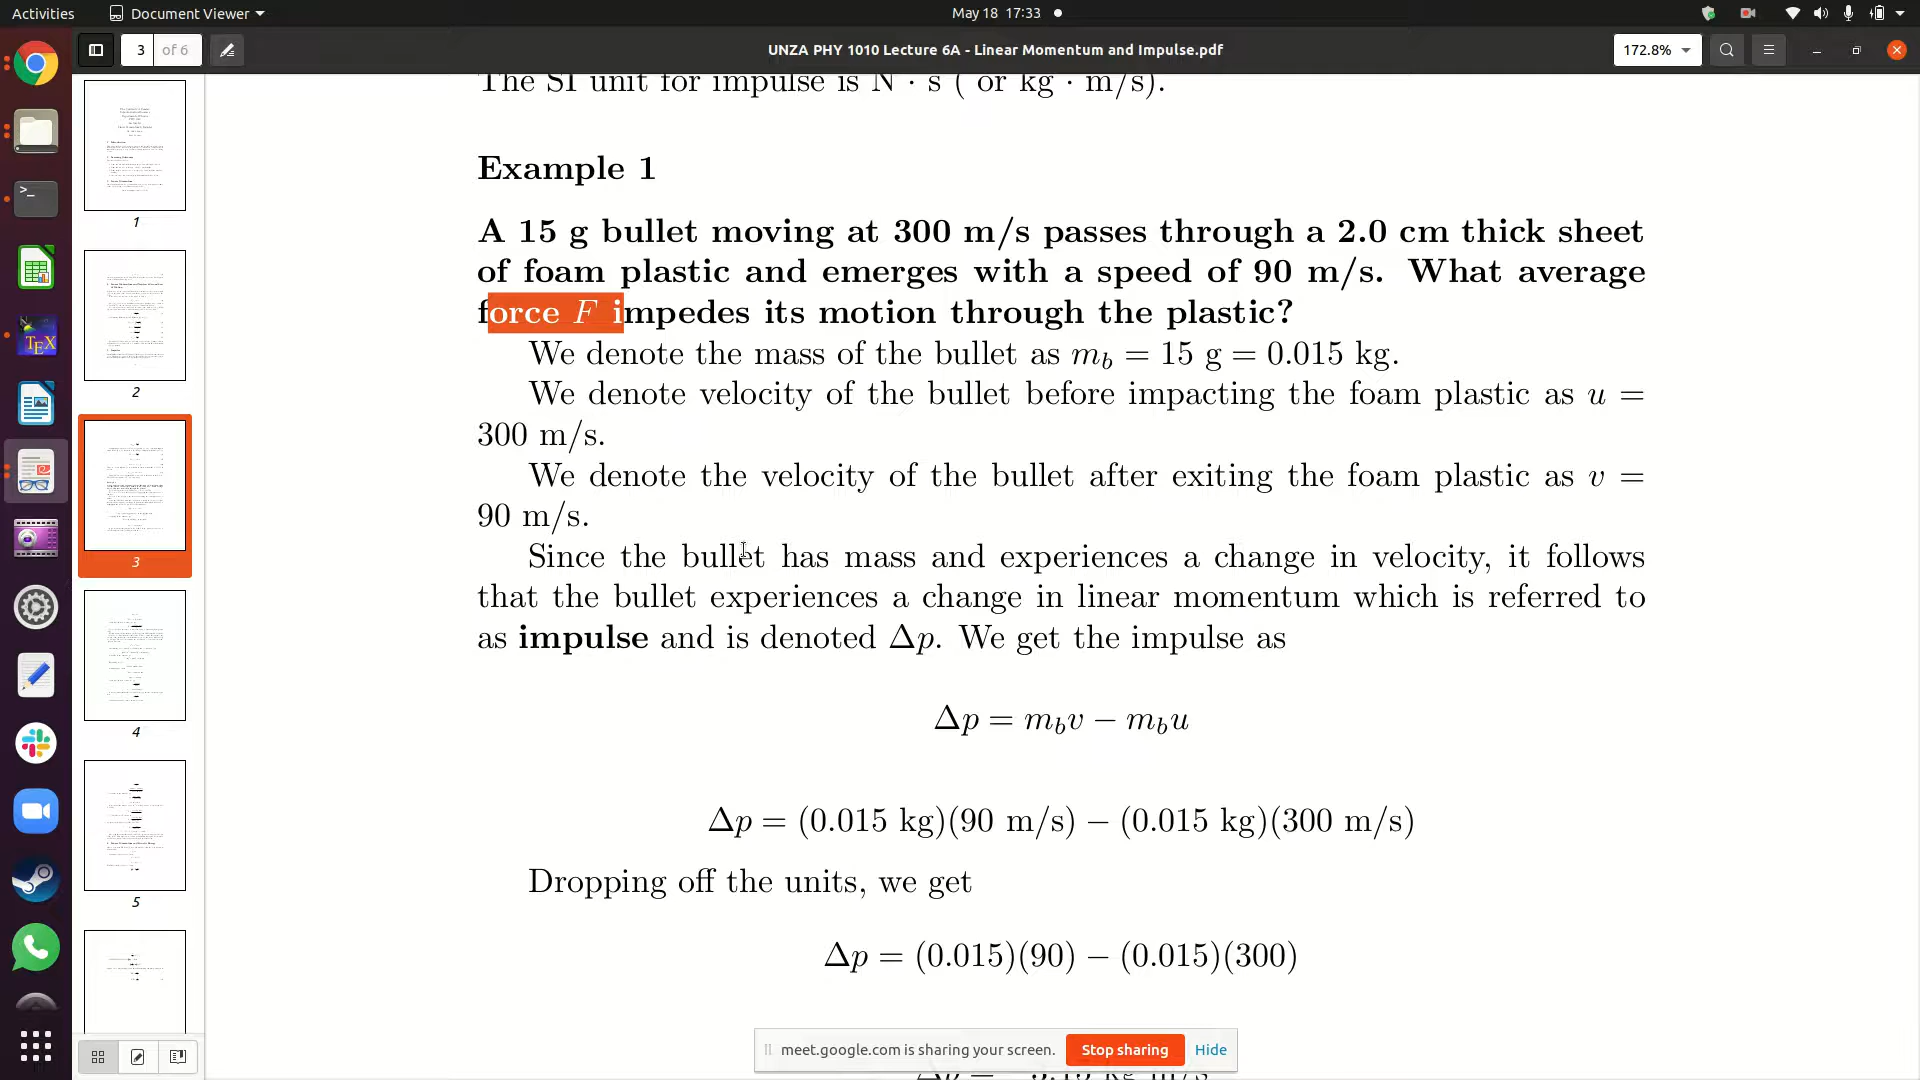 Activities
Document Viewer
May 18 17:33
3 of 6
UNZA PHY 1010 Lecture 6A - Linear Momentum and Impulse.pdf
172.8%
The SI unit for impulse is N · s ( or kg · m/s).
Example 1
A 15 g bullet moving at 300 m/s passes through a 2.0 cm thick sheet
of foam plastic and emerges with a speed of 90 m/s. What average
force F impedes its motion through the plastic?
We denote the mass of the bullet as m_b = 15 g = 0.015 kg.
We denote velocity of the bullet before impacting the foam plastic as u =
300 m/s.
We denote the velocity of the bullet after exiting the foam plastic as v =
90 m/s.
Since the bullet has mass and experiences a change in velocity, it follows
that the bullet experiences a change in linear momentum which is referred to
as impulse and is denoted Δp. We get the impulse as
Δp = m_b v − m_b u
Δp = (0.015 kg)(90 m/s) − (0.015 kg)(300 m/s)
Dropping off the units, we get
Δp = (0.015)(90) − (0.015)(300)
meet.google.com is sharing your screen.
Stop sharing
Hide
1
2
3
4
5
TEX